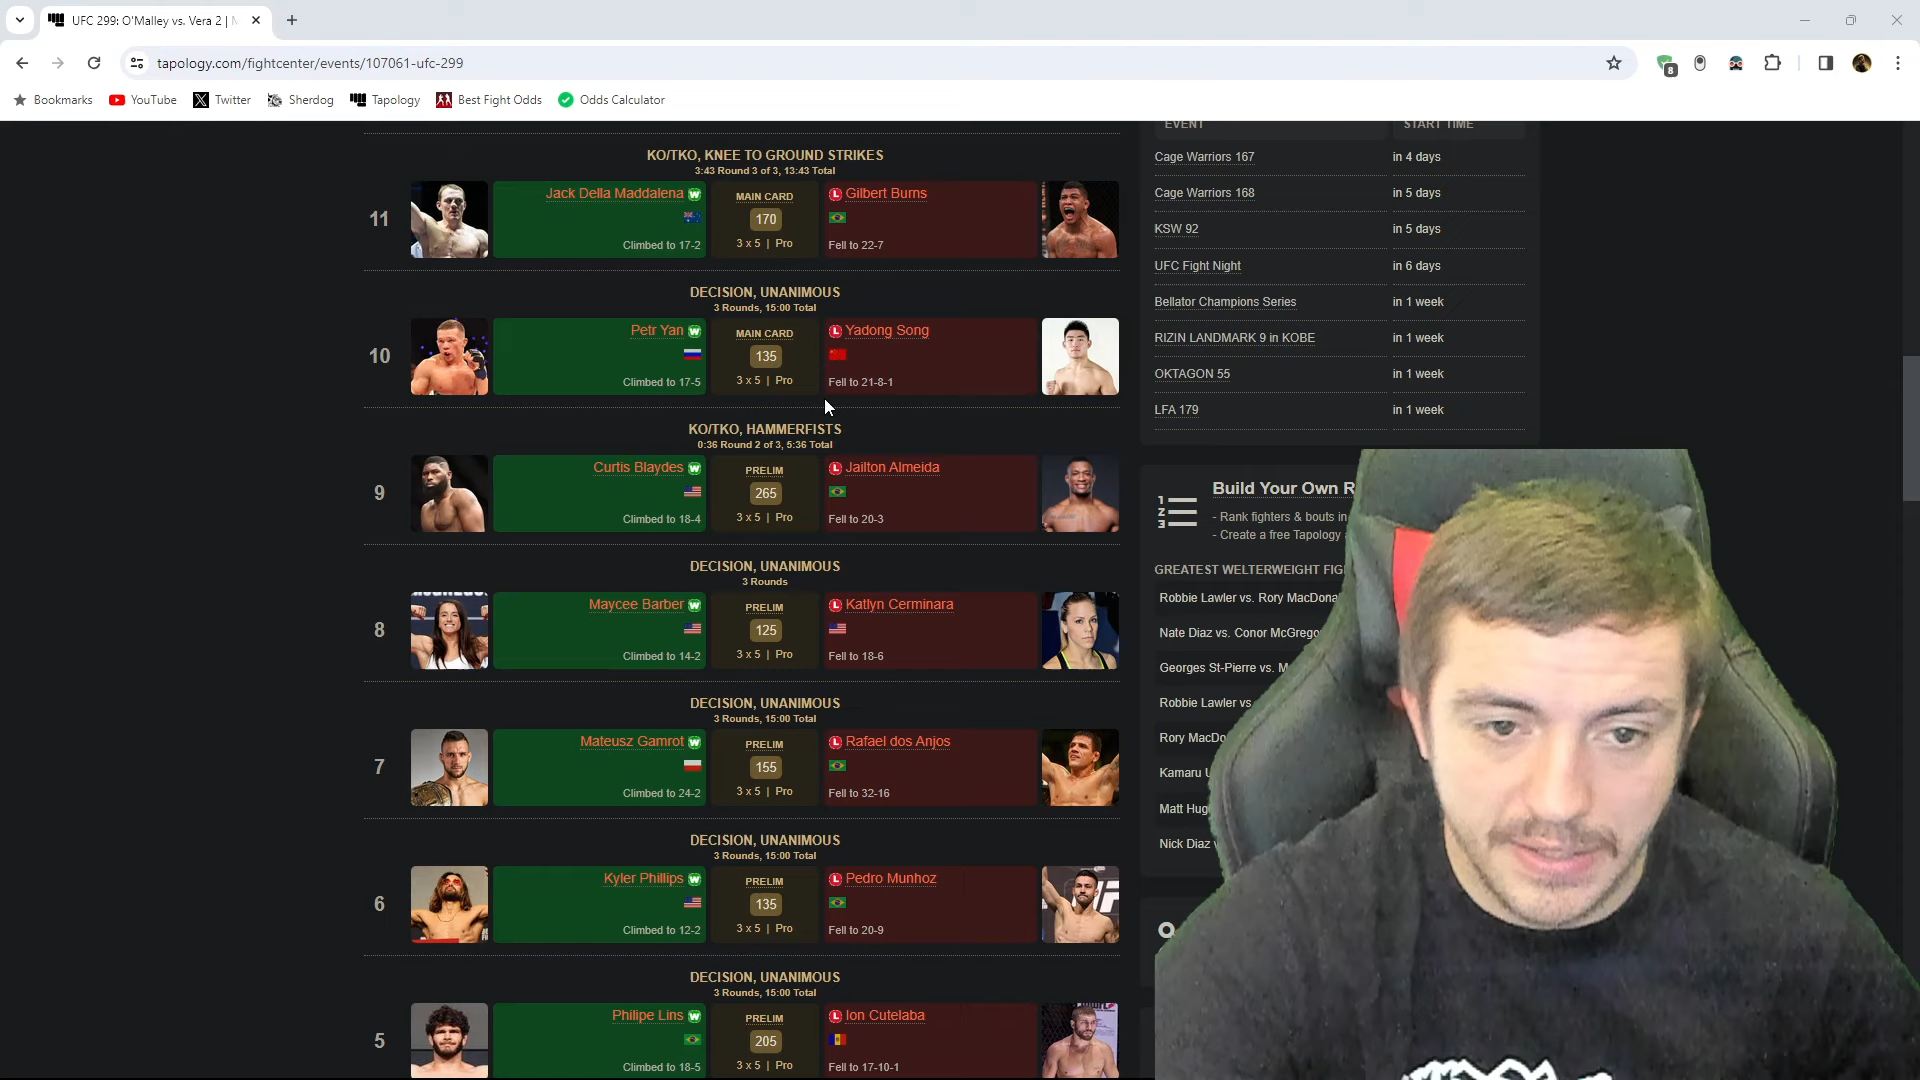 UFC 299: O'Malley vs. Vera 2 |
tapology.com/fightcenter/events/107061-ufc-299
8
Bookmarks
YouTube
Twitter
Sherdog
Tapology
Best Fight Odds
Odds Calculator
KO/TKO, KNEE TO GROUND STRIKES
3:43 Round 3 of 3, 13:43 Total
11
Jack Della Maddalena W
Climbed to 17-2
MAIN CARD
170
3 x 5 | Pro
L Gilbert Burns
Fell to 22-7
DECISION, UNANIMOUS
3 Rounds, 15:00 Total
10
Petr Yan W
Climbed to 17-5
MAIN CARD
135
3 x 5 | Pro
L Yadong Song
Fell to 21-8-1
KO/TKO, HAMMERFISTS
0:36 Round 2 of 3, 5:36 Total
9
Curtis Blaydes W
Climbed to 18-4
PRELIM
265
3 x 5 | Pro
L Jailton Almeida
Fell to 20-3
DECISION, UNANIMOUS
3 Rounds
8
Maycee Barber W
Climbed to 14-2
PRELIM
125
3 x 5 | Pro
L Katlyn Cerminara
Fell to 18-6
DECISION, UNANIMOUS
3 Rounds, 15:00 Total
7
Mateusz Gamrot W
Climbed to 24-2
PRELIM
155
3 x 5 | Pro
L Rafael dos Anjos
Fell to 32-16
DECISION, UNANIMOUS
3 Rounds, 15:00 Total
6
Kyler Phillips W
Climbed to 12-2
PRELIM
135
3 x 5 | Pro
L Pedro Munhoz
Fell to 20-9
DECISION, UNANIMOUS
3 Rounds, 15:00 Total
5
Philipe Lins W
Climbed to 18-5
PRELIM
205
3 x 5 | Pro
L Ion Cutelaba
Fell to 17-10-1
EVENT START TIME
Cage Warriors 167 in 4 days
Cage Warriors 168 in 5 days
KSW 92 in 5 days
UFC Fight Night in 6 days
Bellator Champions Series in 1 week
RIZIN LANDMARK 9 in KOBE in 1 week
OKTAGON 55 in 1 week
LFA 179 in 1 week
Build Your Own R
- Rank fighters & bouts in
- Create a free Tapology
GREATEST WELTERWEIGHT FIG
Robbie Lawler vs. Rory MacDona
Nate Diaz vs. Conor McGrego
Georges St-Pierre vs. M
Robbie Lawler vs
Rory MacDo
Kamaru U
Matt Hug
Nick Diaz